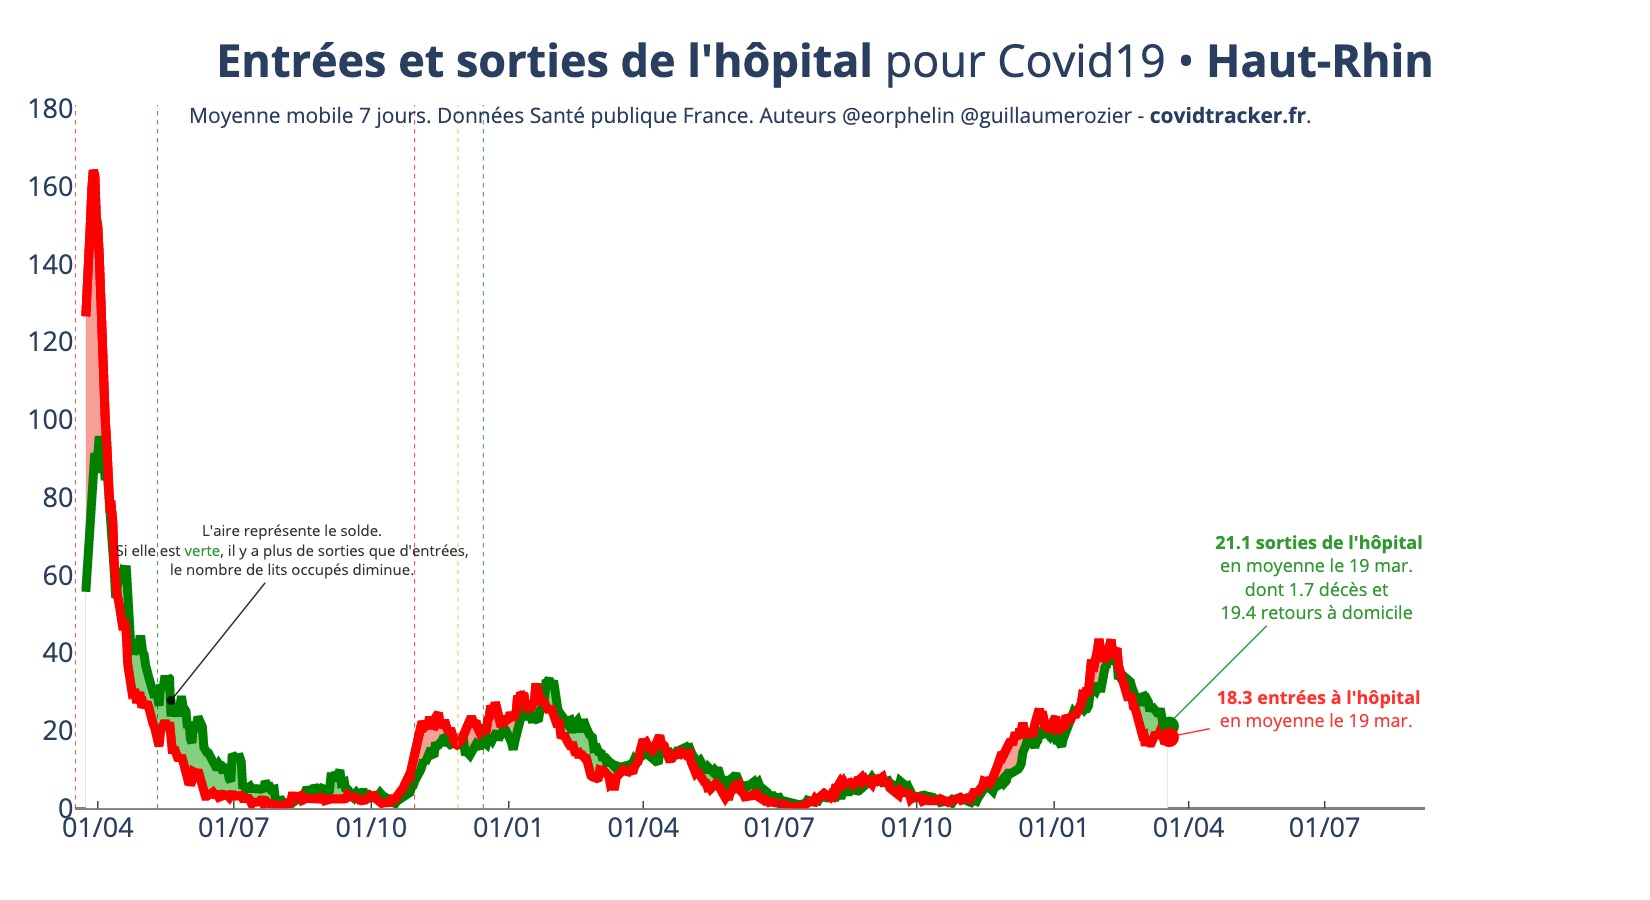 Entrées et sorties de l'hôpital pour Covid19 • Haut-Rhin
Moyenne mobile 7 jours. Données Santé publique France. Auteurs @eorphelin @guillaumerozier - covidtracker.fr.
180
160
140
120
100
80
60
40
20
0
L'aire représente le solde.
Si elle est verte, il y a plus de sorties que d'entrées,
le nombre de lits occupés diminue.
21.1 sorties de l'hôpital
en moyenne le 19 mar.
dont 1.7 décès et
19.4 retours à domicile
18.3 entrées à l'hôpital
en moyenne le 19 mar.
01/04 01/07 01/10 01/01 01/04 01/07 01/10 01/01 01/04 01/07